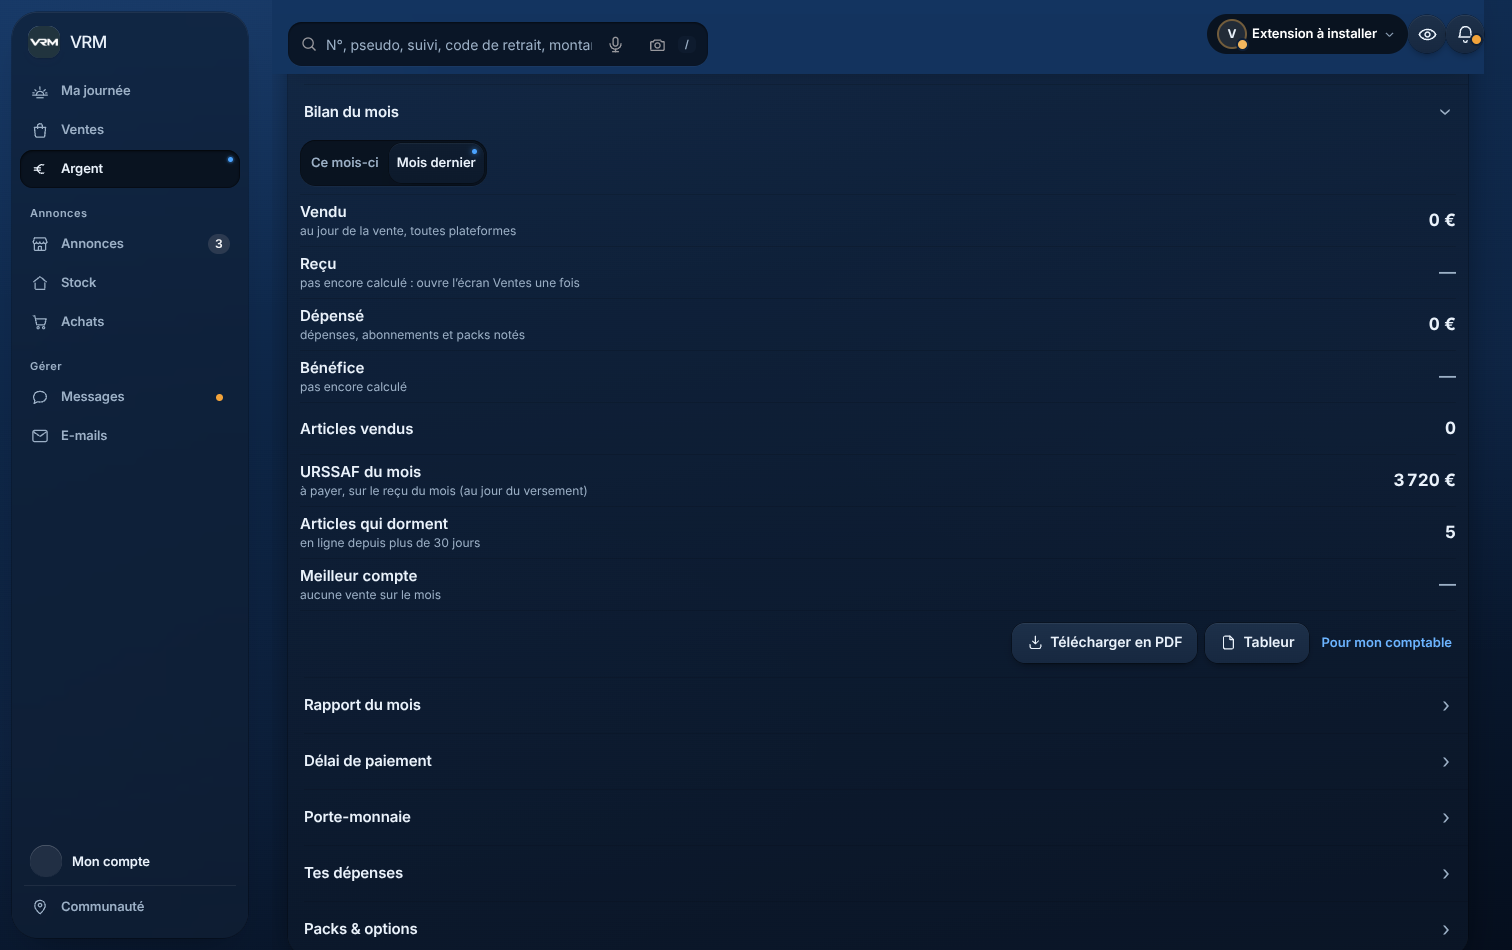 VRM
VRM
Ma journée
Ventes
Argent
Annonces
Annonces
3
Stock
Achats
Gérer
Messages
E-mails
Mon compte
Communauté
N°, pseudo, suivi, code de retrait, monta
/
V
Extension à installer
Bilan du mois
Ce mois-ci
Mois dernier
Vendu
au jour de la vente, toutes plateformes
0 €
Reçu
pas encore calculé : ouvre l'écran Ventes une fois
—
Dépensé
dépenses, abonnements et packs notés
0 €
Bénéfice
pas encore calculé
—
Articles vendus
0
URSSAF du mois
à payer, sur le reçu du mois (au jour du versement)
3 720 €
Articles qui dorment
en ligne depuis plus de 30 jours
5
Meilleur compte
aucune vente sur le mois
—
Télécharger en PDF
Tableur
Pour mon comptable
Rapport du mois
Délai de paiement
Porte-monnaie
Tes dépenses
Packs & options